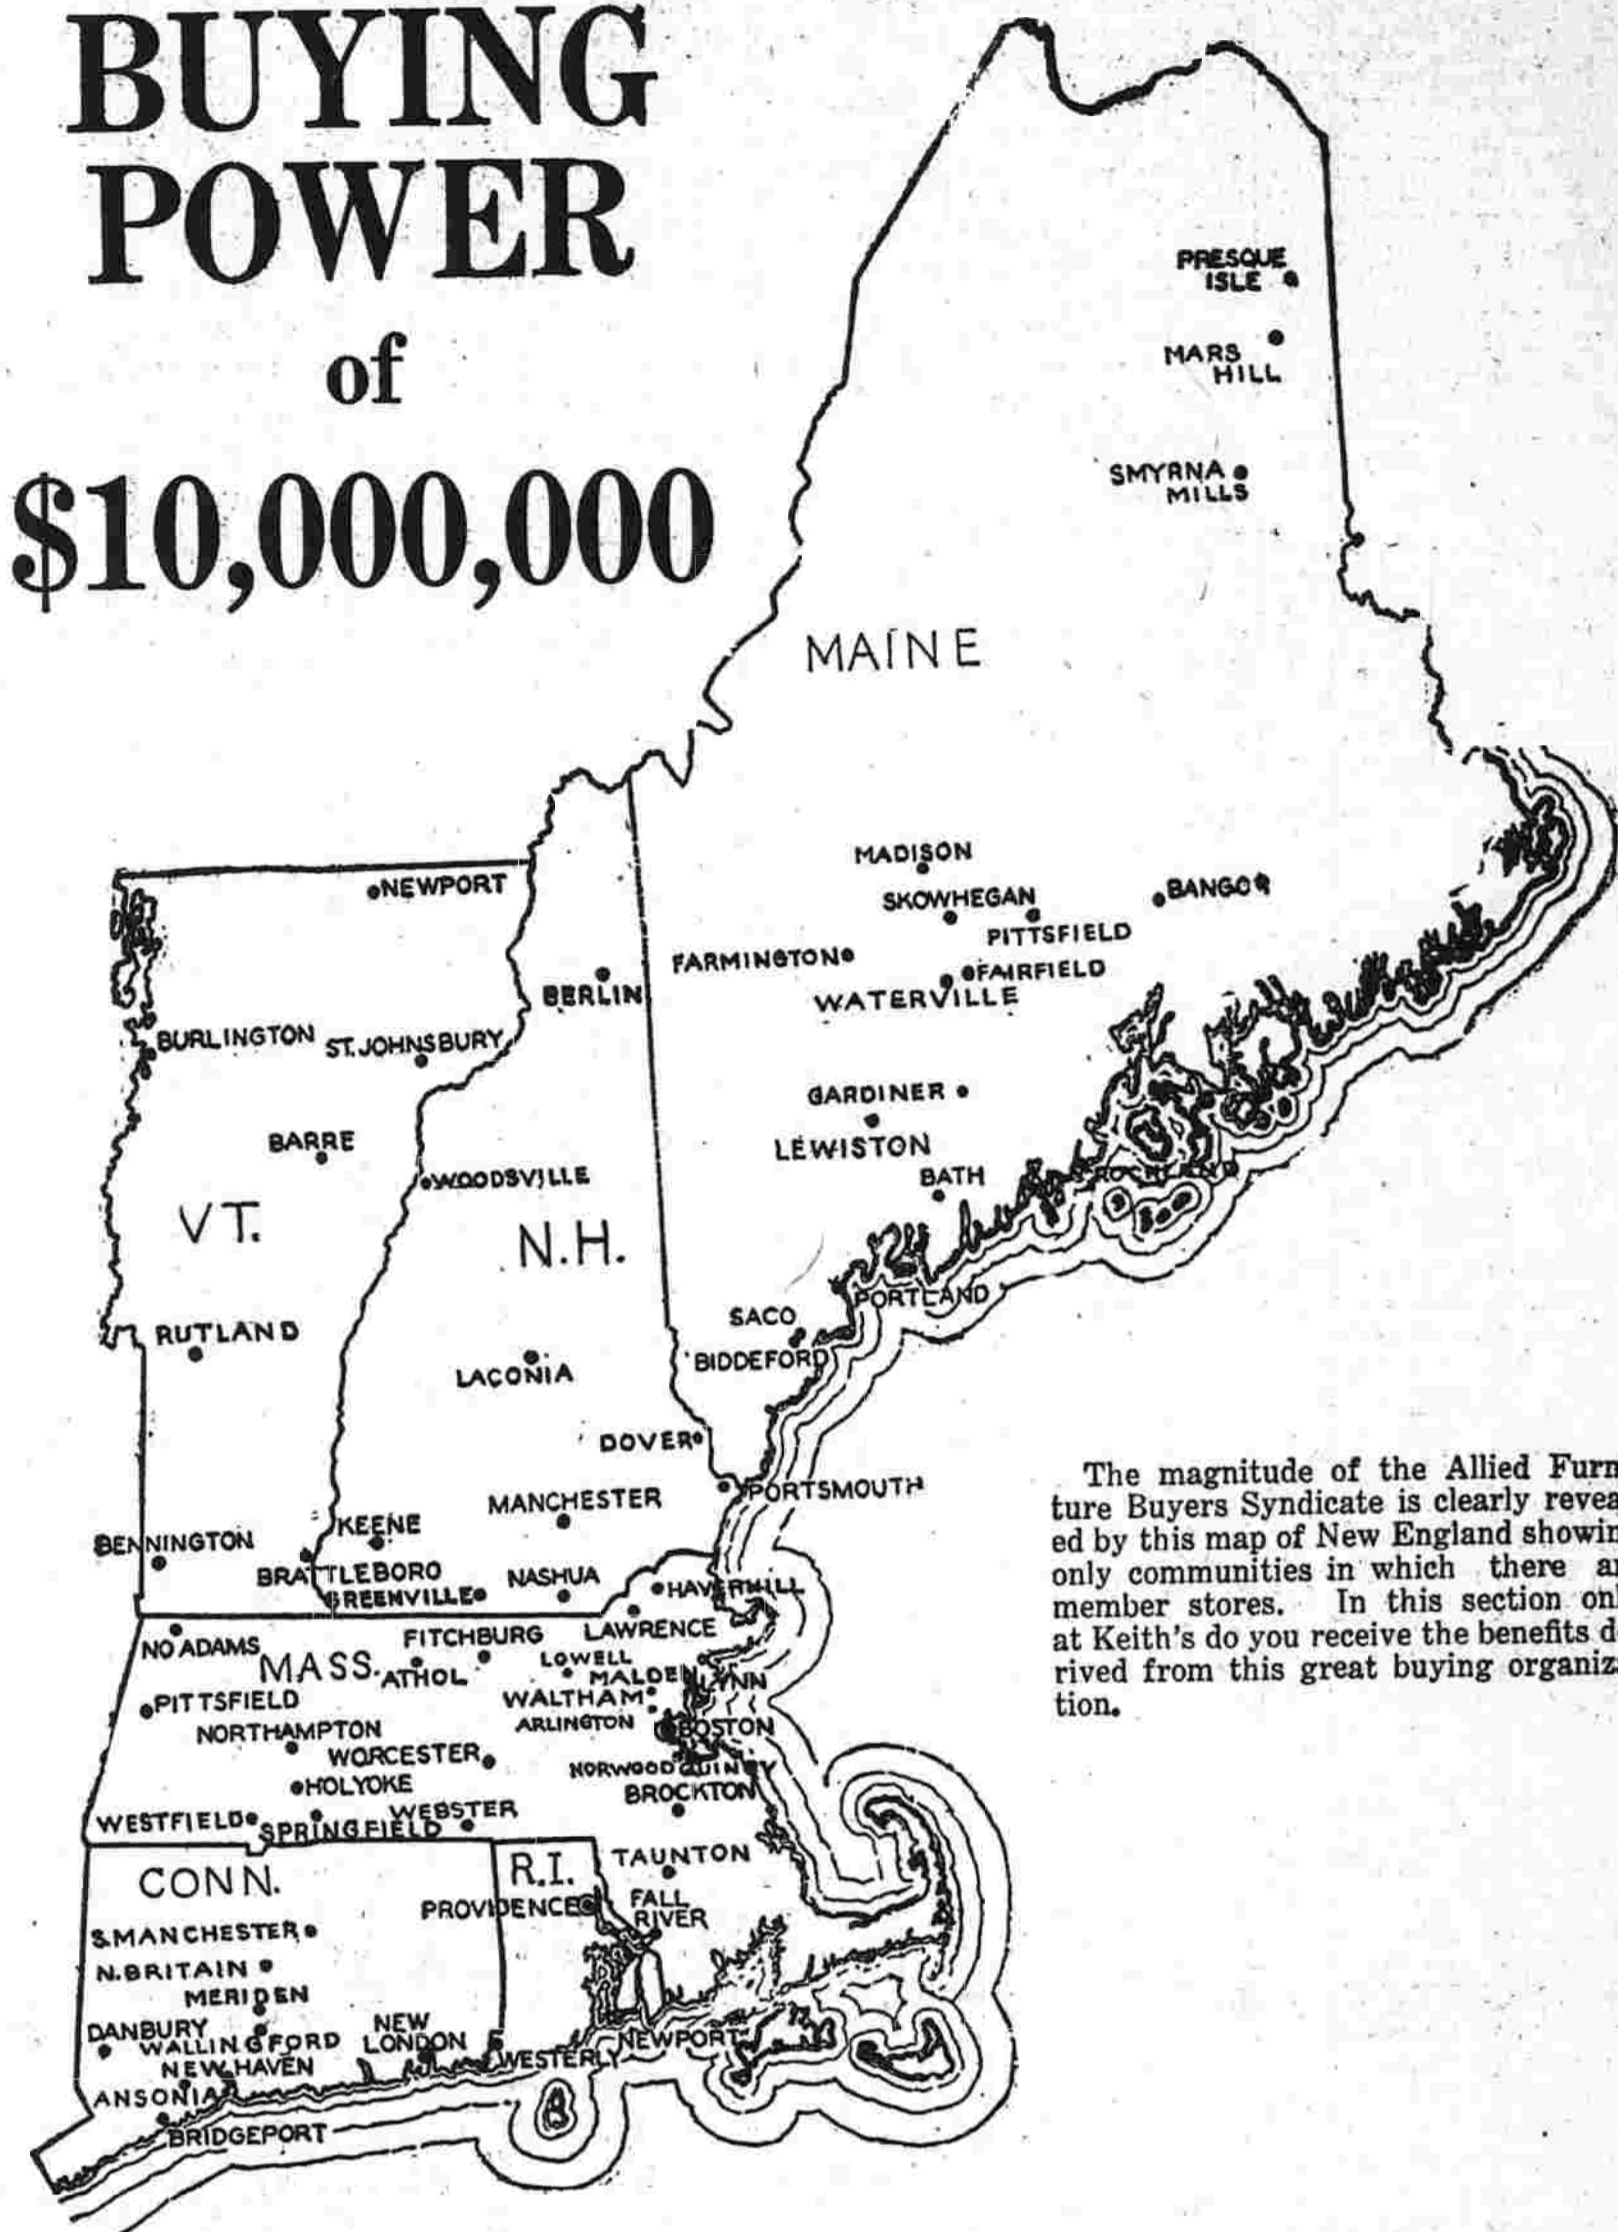 BUYING
POWER
of
$10,000,000
PRESQUE
ISLE
MARS
HILL
SMYRNA
MILLS
MAINE
MADISON
SKOWHEGAN
BANGOR
PITTSFIELD
FARMINGTON
FAIRFIELD
WATERVILLE
GARDINER
LEWISTON
BATH
ROCKLAND
PORTLAND
SACO
BIDDEFORD
NEWPORT
BERLIN
BURLINGTON
ST. JOHNSBURY
BARRE
WOODSVILLE
VT.
N.H.
RUTLAND
LACONIA
DOVER
PORTSMOUTH
MANCHESTER
KEENE
BENNINGTON
BRATTLEBORO
GREENVILLE
NASHUA
HAVERHILL
NO ADAMS
FITCHBURG
LAWRENCE
MASS.
ATHOL
LOWELL
MALDEN
LYNN
PITTSFIELD
WALTHAM
NORTHAMPTON
ARLINGTON
BOSTON
WORCESTER
NORWOOD
QUINCY
HOLYOKE
BROCKTON
WESTFIELD
SPRINGFIELD
WEBSTER
CONN.
R.I.
TAUNTON
PROVIDENCE
FALL
RIVER
S.MANCHESTER
N.BRITAIN
MERIDEN
DANBURY
WALLINGFORD
NEW
LONDON
NEW HAVEN
WESTERLY
NEWPORT
ANSONIA
BRIDGEPORT
The magnitude of the Allied Furn
ture Buyers Syndicate is clearly revea
ed by this map of New England showin
only communities in which there a
member stores. In this section onl
at Keith's do you receive the benefits d
rived from this great buying organiz
tion.